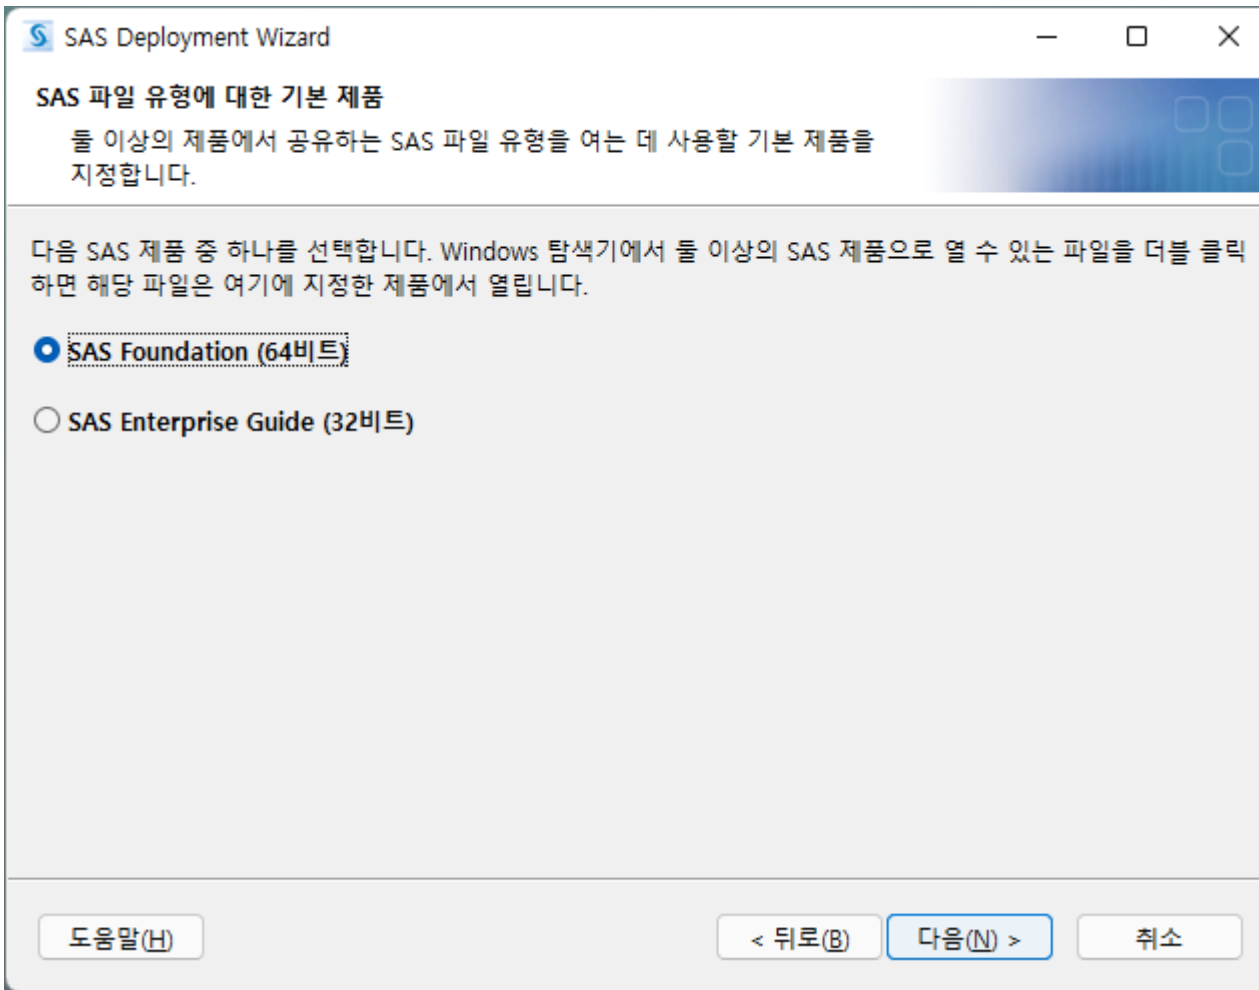 SAS Deployment Wizard
SAS 파일 유형에 대한 기본 제품
둘 이상의 제품에서 공유하는 SAS 파일 유형을 여는 데 사용할 기본 제품을
지정합니다.
다음 SAS 제품 중 하나를 선택합니다. Windows 탐색기에서 둘 이상의 SAS 제품으로 열 수 있는 파일을 더블 클릭
하면 해당 파일은 여기에 지정한 제품에서 열립니다.
SAS Foundation (64비트)
SAS Enterprise Guide (32비트)
도움말(H)
< 뒤로(B)
다음(N) >
취소